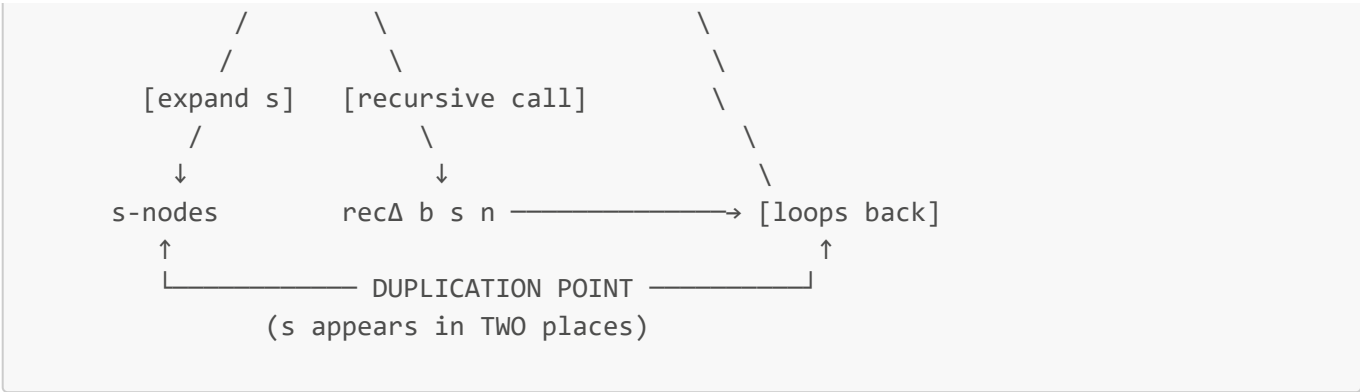 [expand s] [recursive call]
s-nodes recΔ b s n ──────────────→ [loops back]
DUPLICATION POINT
(s appears in TWO places)